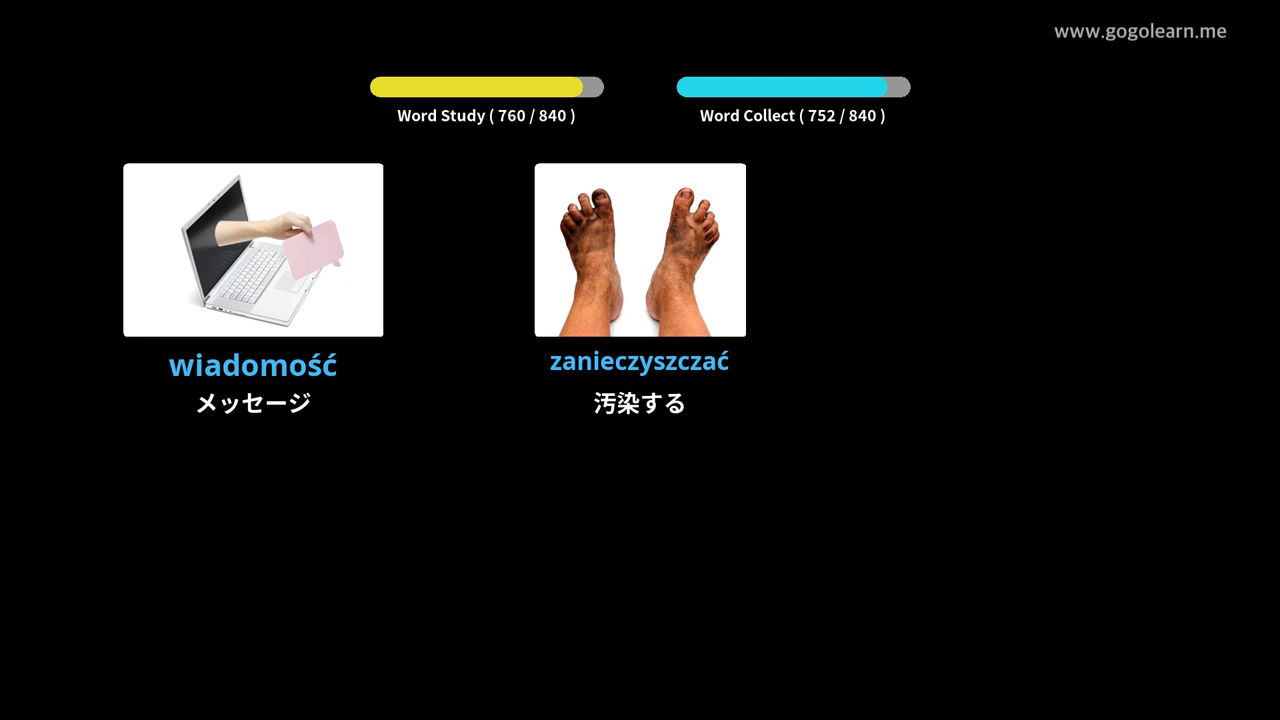 www.gogolearn.me
Word Study ( 760 / 840 )
Word Collect ( 752 / 840 )
wiadomość
メッセージ
zanieczyszczać
汚染する